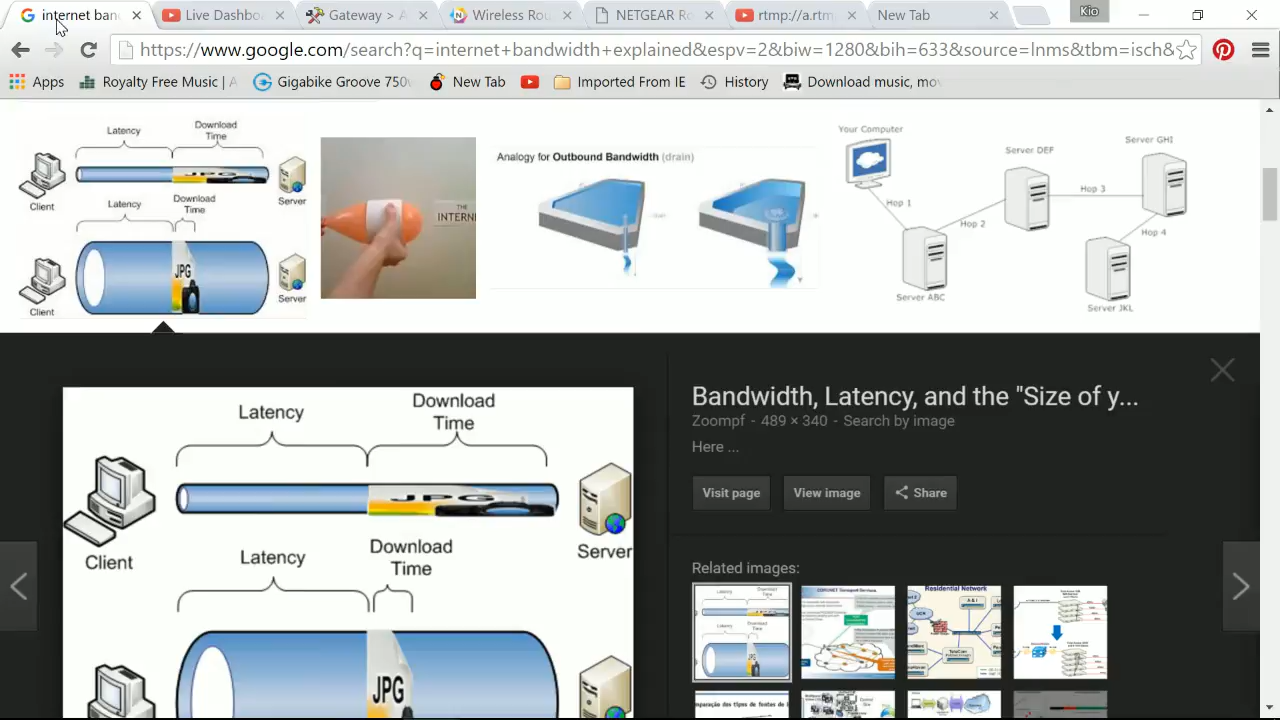 internet ban
Live Dashbo
Gateway > A
Wireless Rou
NETGEAR Ro
rtmp://a.rtm
New Tab
Kio
https://www.google.com/search?q=internet+bandwidth+explained&espv=2&biw=1280&bih=633&source=lnms&tbm=isch&
Apps
Royalty Free Music | A
Gigabike Groove 750v
New Tab
Imported From IE
History
Download music, mov
Latency
Download
Time
JPG
Client
Server
Latency
Download
Time
JPG
Client
Server
THE
INTERN
Analogy for Outbound Bandwidth (drain)
Your Computer
Hop 1
Server ABC
Hop 2
Server DEF
Hop 3
Server GHI
Hop 4
Server JKL
Latency
Download
Time
JPG
Client
Server
Latency
Download
Time
JPG
Bandwidth, Latency, and the "Size of y...
Zoompf - 489 × 340 - Search by image
Here ...
Visit page
View image
Share
Related images:
Residential Network